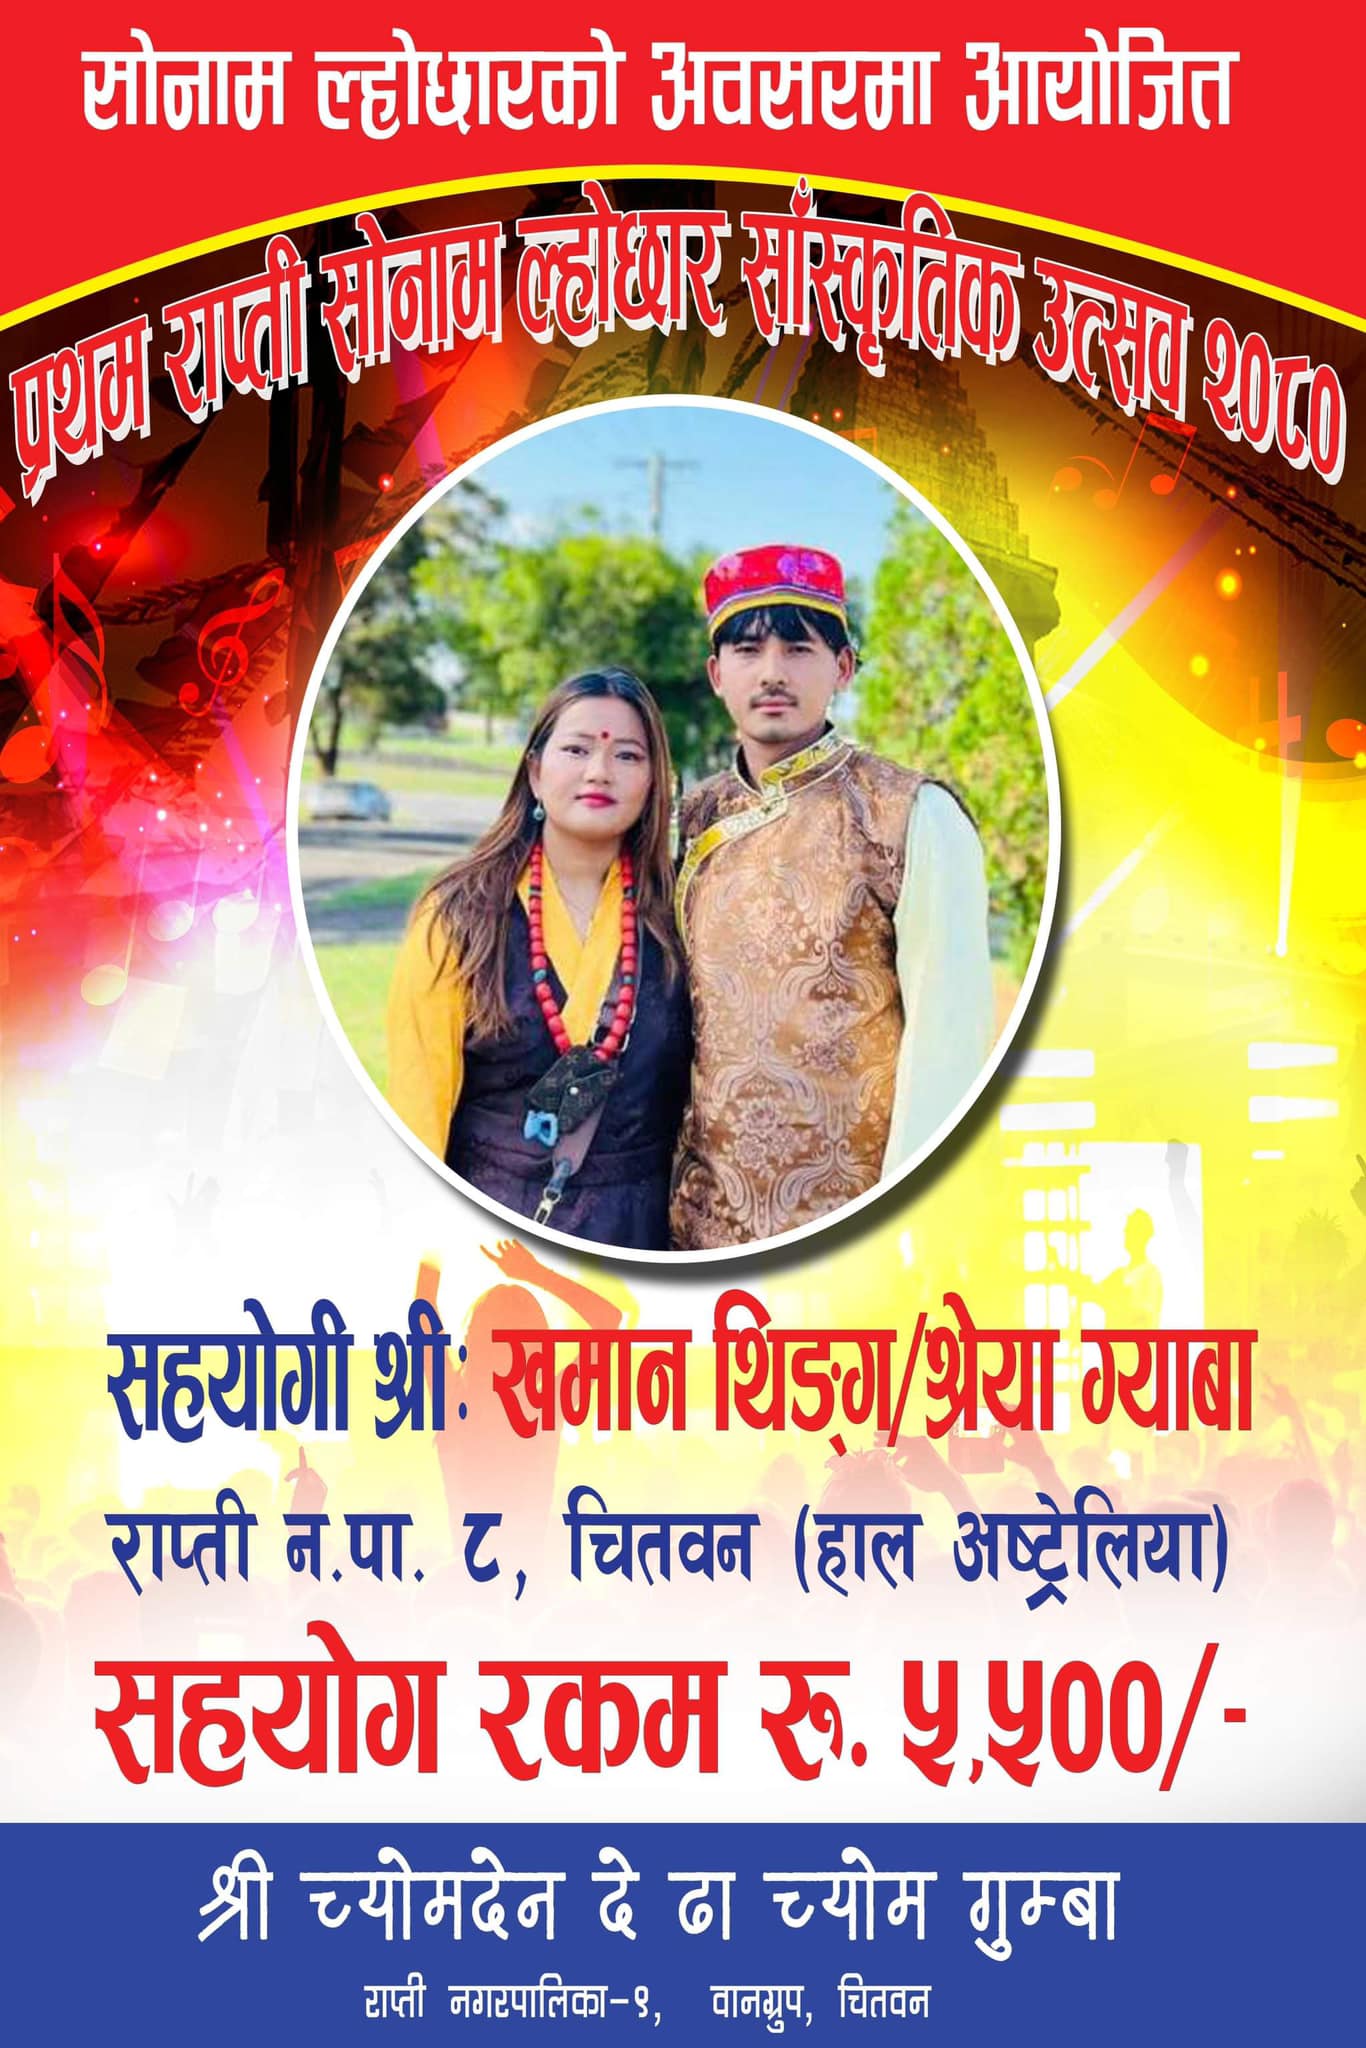 सोनाम ल्होछारको अवसरमा आयोजित
प्रथम राप्ती सोनाम ल्होछार साँस्कृतिक उत्सव २०८०
सहयोगी श्री: खमान थिङ्ग/श्रेया ग्याबा
राप्ती न.पा. ८, चितवन (हाल अष्ट्रेलिया)
सहयोग रकम रू. ५,५००/-
श्री च्योमदेन दे ढा च्योम गुम्बा
राप्ती नगरपालिका-९, वानग्रुप, चितवन